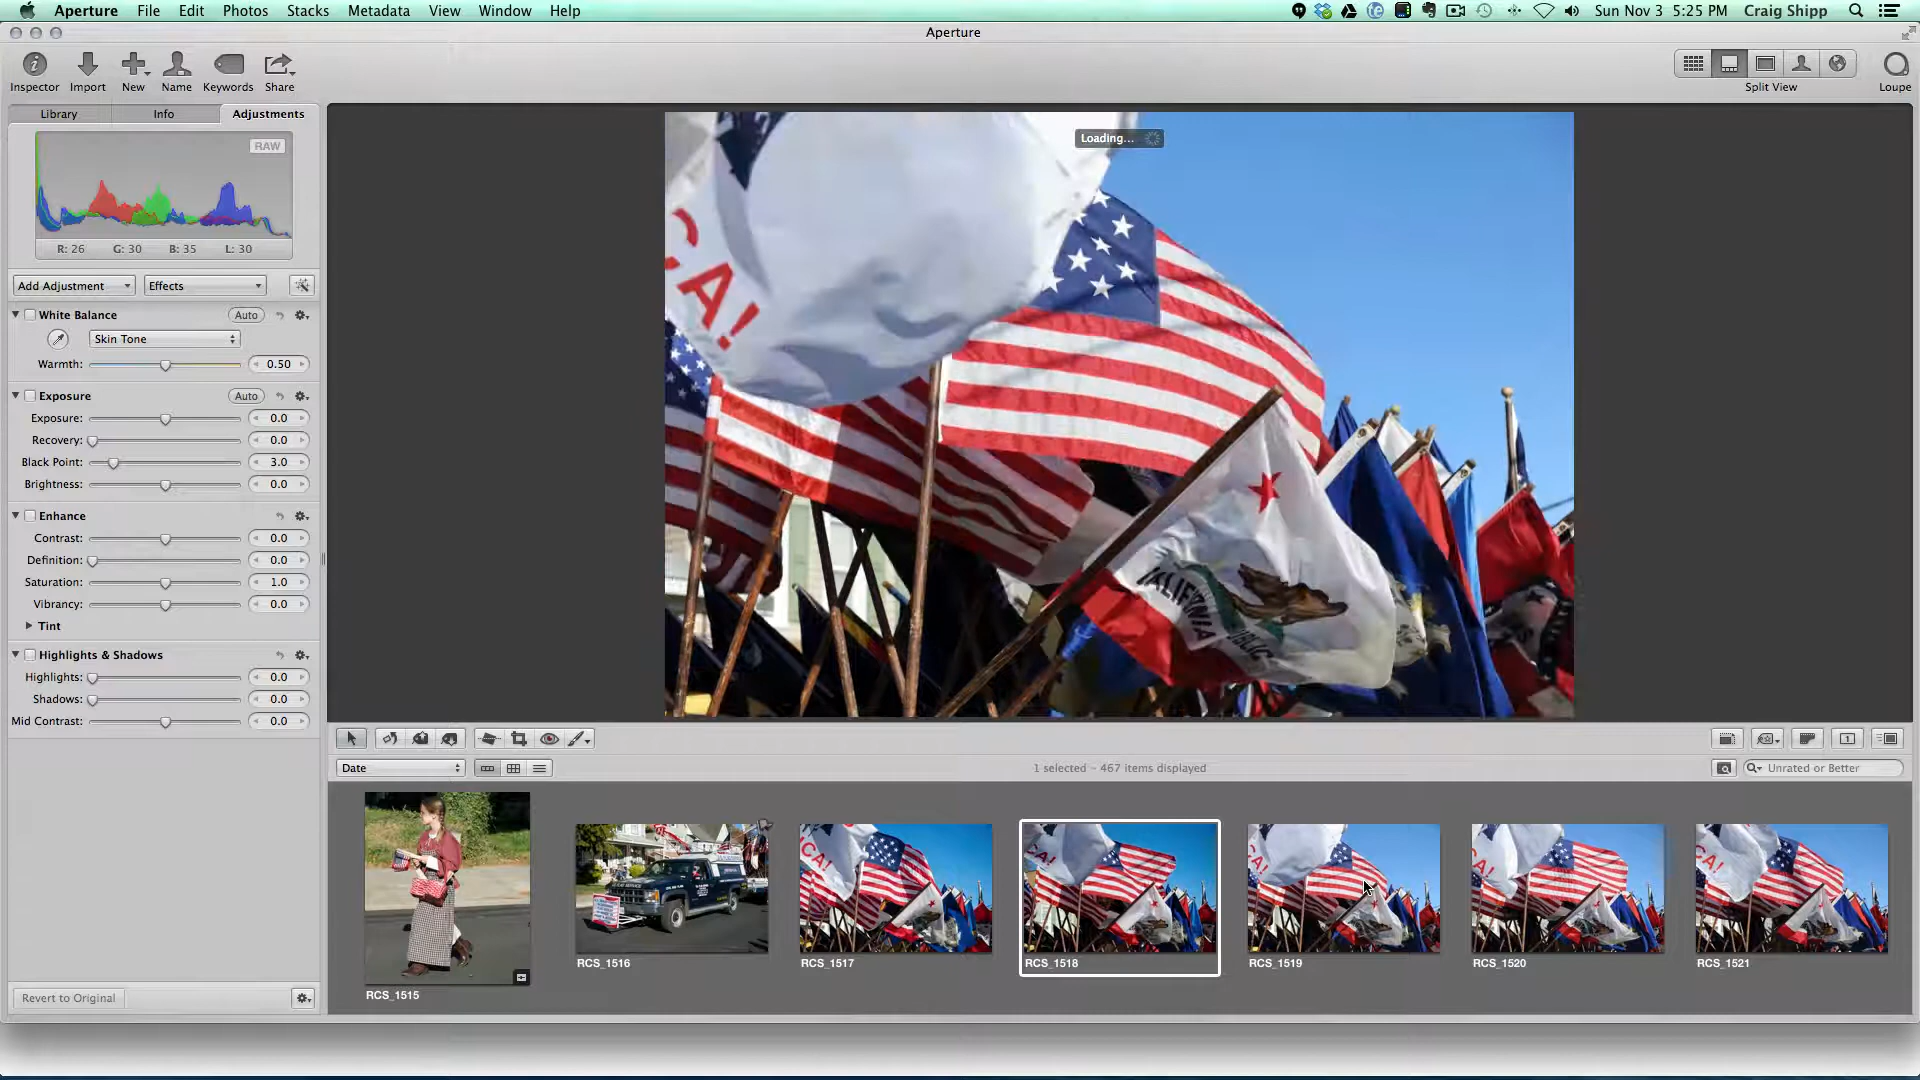 Aperture File Edit Photos Stacks Metadata View Window Help Sun Nov 3 5:25 PM Craig Shipp
Aperture
Inspector Import New Name Keywords Share Split View Loupe
Library Info Adjustments
RAW
R: 26 G: 30 B: 35 L: 30
Add Adjustment Effects
White Balance Auto
Skin Tone
Warmth: 0.50
Exposure Auto
Exposure: 0.0
Recovery: 0.0
Black Point: 3.0
Brightness: 0.0
Enhance
Contrast: 0.0
Definition: 0.0
Saturation: 1.0
Vibrancy: 0.0
Tint
Highlights & Shadows
Highlights: 0.0
Shadows: 0.0
Mid Contrast: 0.0
Revert to Original
Loading...
CA!
Date 1 selected - 467 items displayed Unrated or Better
CA!
CA!
CA!
RCS_1515
RCS_1516
RCS_1517
RCS_1518
RCS_1519
RCS_1520
RCS_1521